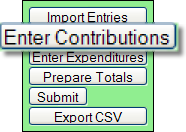 Import Entries
Enter Contributions
Enter Expenditures
Prepare Totals
Submit
Export CSV